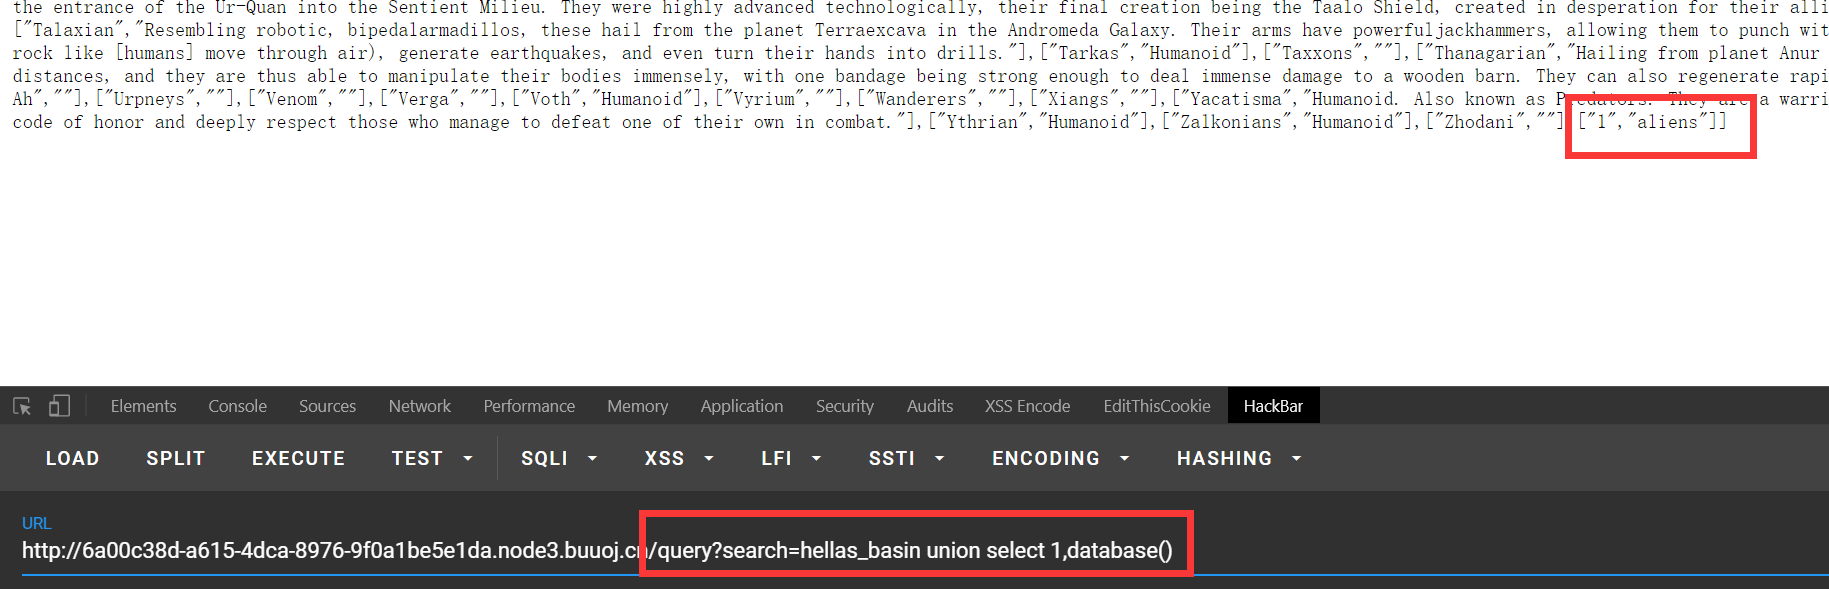 the entrance of the Ur-Quan into the Sentient Milieu. They were highly advanced technologically, their final creation being the Taalo Shield, created in desperation for their alli
["Talaxian","Resembling robotic, bipedalarmadillos, these hail from the planet Terraexcava in the Andromeda Galaxy. Their arms have powerfuljackhammers, allowing them to punch wit
rock like [humans] move through air), generate earthquakes, and even turn their hands into drills."],["Tarkas","Humanoid"],["Taxxons",""],["Thanagarian","Hailing from planet Anur
distances, and they are thus able to manipulate their bodies immensely, with one bandage being strong enough to deal immense damage to a wooden barn. They can also regenerate rapi
Ah",""],["Urpneys",""],["Venom",""],["Verga",""],["Voth","Humanoid"],["Vyrium",""],["Wanderers",""],["Xiangs",""],["Yacatisma","Humanoid. Also known as Predators. They are a warri
code of honor and deeply respect those who manage to defeat one of their own in combat."],["Ythrian","Humanoid"],["Zalkonians","Humanoid"],["Zhodani",""] ["1","aliens"]]
Elements Console Sources Network Performance Memory Application Security Audits XSS Encode EditThisCookie HackBar
LOAD SPLIT EXECUTE TEST SQLI XSS LFI SSTI ENCODING HASHING
URL
http://6a00c38d-a615-4dca-8976-9f0a1be5e1da.node3.buuoj.cn/query?search=hellas_basin union select 1,database()